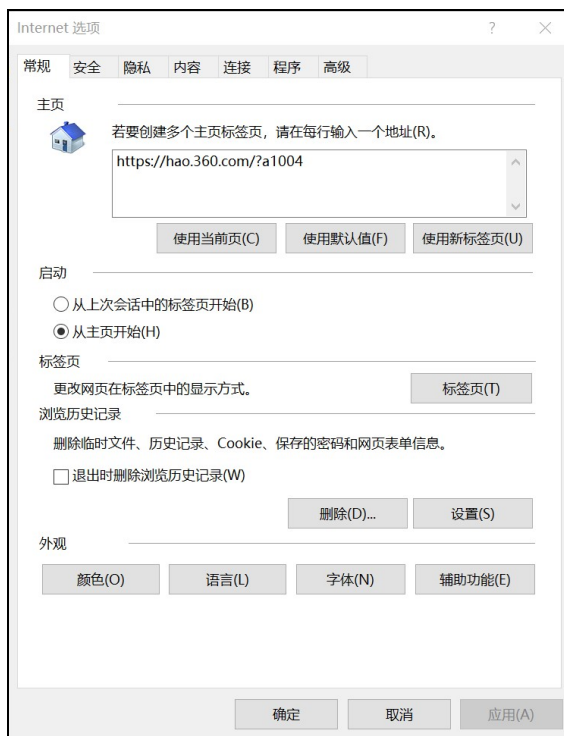 Internet 选项
常规 安全 隐私 内容 连接 程序 高级
主页
若要创建多个主页标签页，请在每行输入一个地址(R)。
https://hao.360.com/?a1004
使用当前页(C) 使用默认值(F) 使用新标签页(U)
启动
从上次会话中的标签页开始(B)
从主页开始(H)
标签页
更改网页在标签页中的显示方式。 标签页(T)
浏览历史记录
删除临时文件、历史记录、Cookie、保存的密码和网页表单信息。
退出时删除浏览历史记录(W)
删除(D)... 设置(S)
外观
颜色(O) 语言(L) 字体(N) 辅助功能(E)
确定 取消 应用(A)